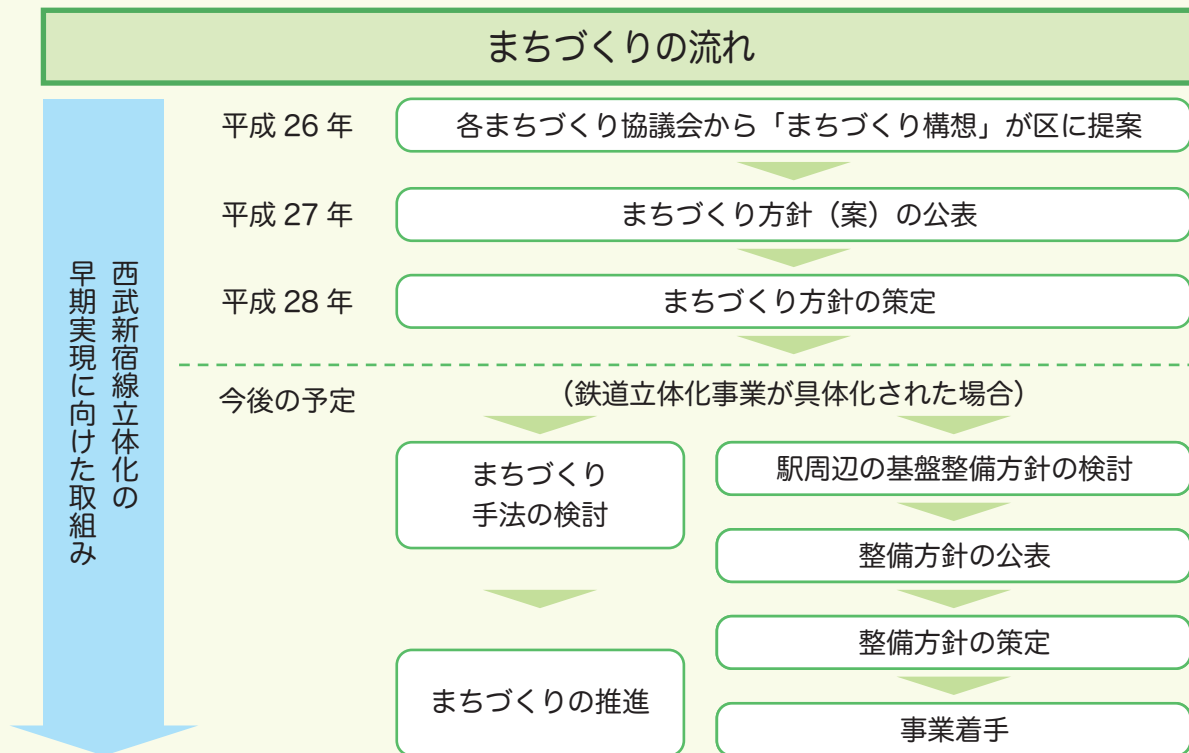 まちづくりの流れ
西武新宿線立体化の
早期実現に向けた取組み
平成 26 年
各まちづくり協議会から「まちづくり構想」が区に提案
平成 27 年
まちづくり方針（案）の公表
平成 28 年
まちづくり方針の策定
今後の予定
（鉄道立体化事業が具体化された場合）
まちづくり
手法の検討
まちづくりの推進
駅周辺の基盤整備方針の検討
整備方針の公表
整備方針の策定
事業着手